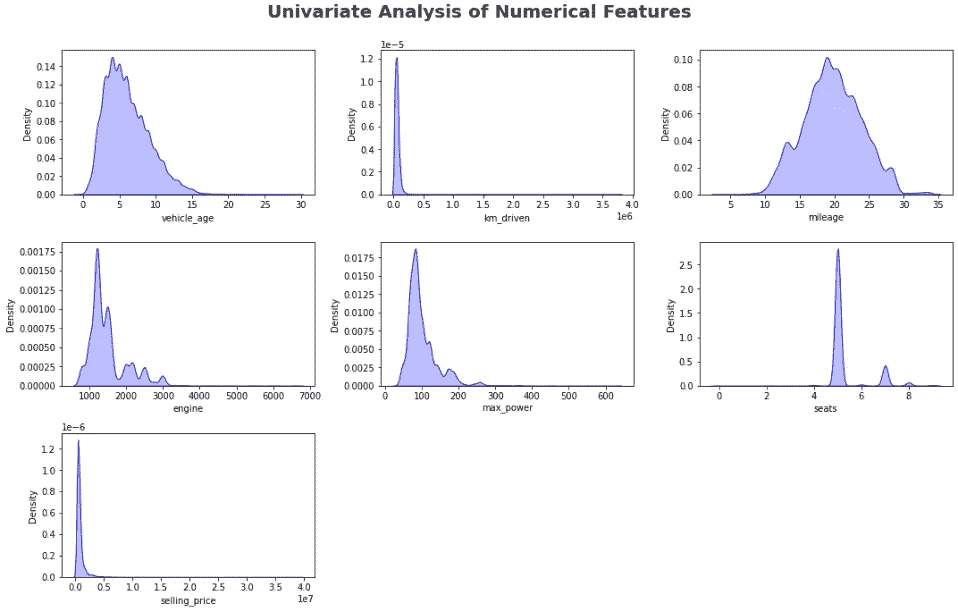 Univariate Analysis of Numerical Features
Density
0.14
0.12
0.10
0.08
0.06
0.04
0.02
0.00
0 5 10 15 20 25 30
vehicle_age
1e−5
Density
1.2
1.0
0.8
0.6
0.4
0.2
0.0
0.0 0.5 1.0 1.5 2.0 2.5 3.0 3.5 4.0
1e6
km_driven
Density
0.10
0.08
0.06
0.04
0.02
0.00
5 10 15 20 25 30 35
mileage
Density
0.00175
0.00150
0.00125
0.00100
0.00075
0.00050
0.00025
0.00000
1000 2000 3000 4000 5000 6000 7000
engine
Density
0.0175
0.0150
0.0125
0.0100
0.0075
0.0050
0.0025
0.0000
0 100 200 300 400 500 600
max_power
Density
2.5
2.0
1.5
1.0
0.5
0.0
0 2 4 6 8
seats
1e−6
Density
1.2
1.0
0.8
0.6
0.4
0.2
0.0
0.0 0.5 1.0 1.5 2.0 2.5 3.0 3.5 4.0
1e7
selling_price